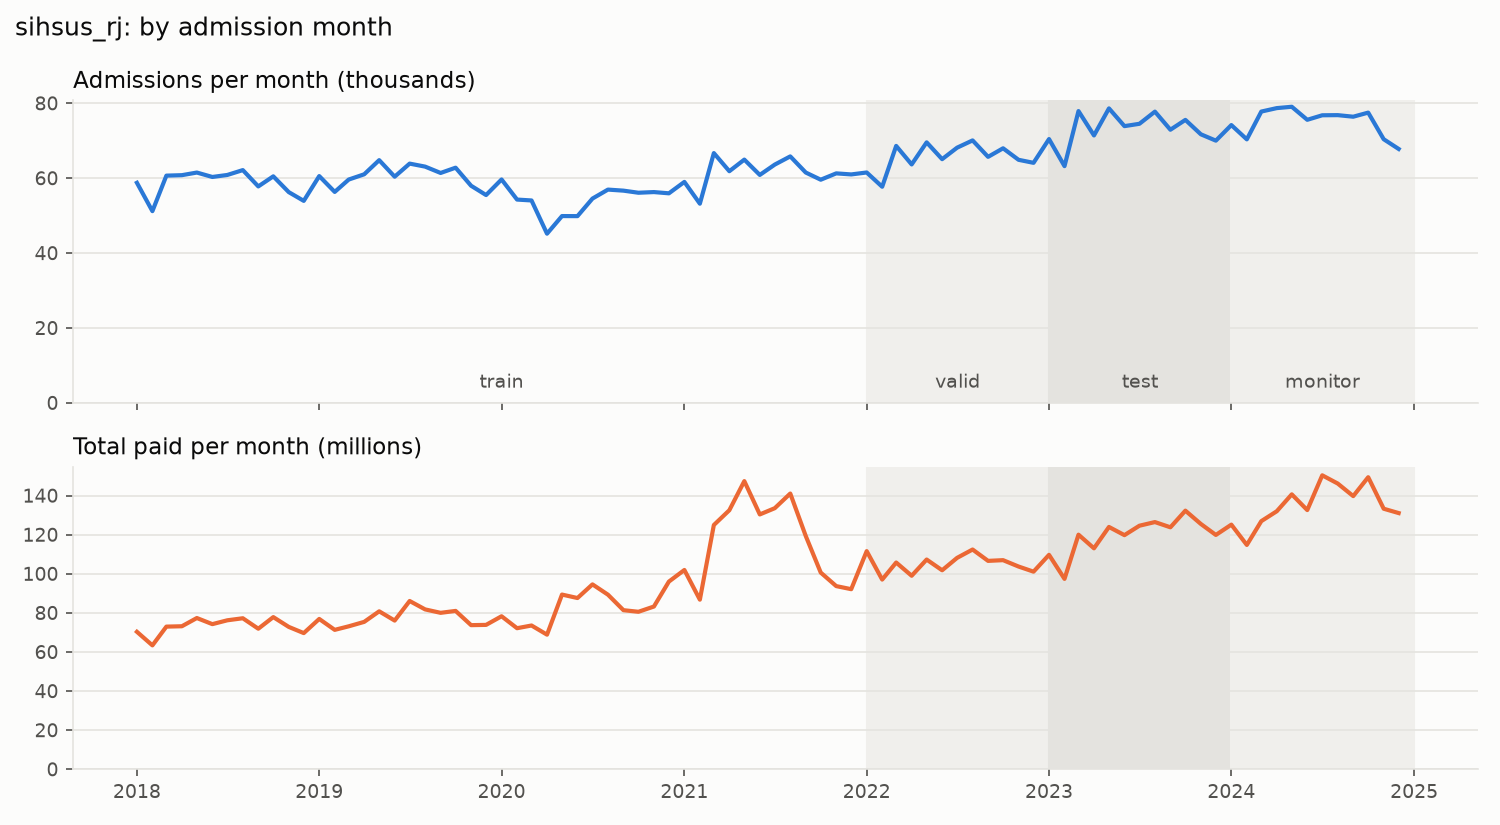 sihsus_rj: by admission month
Admissions per month (thousands)
80
60
40
20
0
train valid test monitor
Total paid per month (millions)
140
120
100
80
60
40
20
0
2018 2019 2020 2021 2022 2023 2024 2025